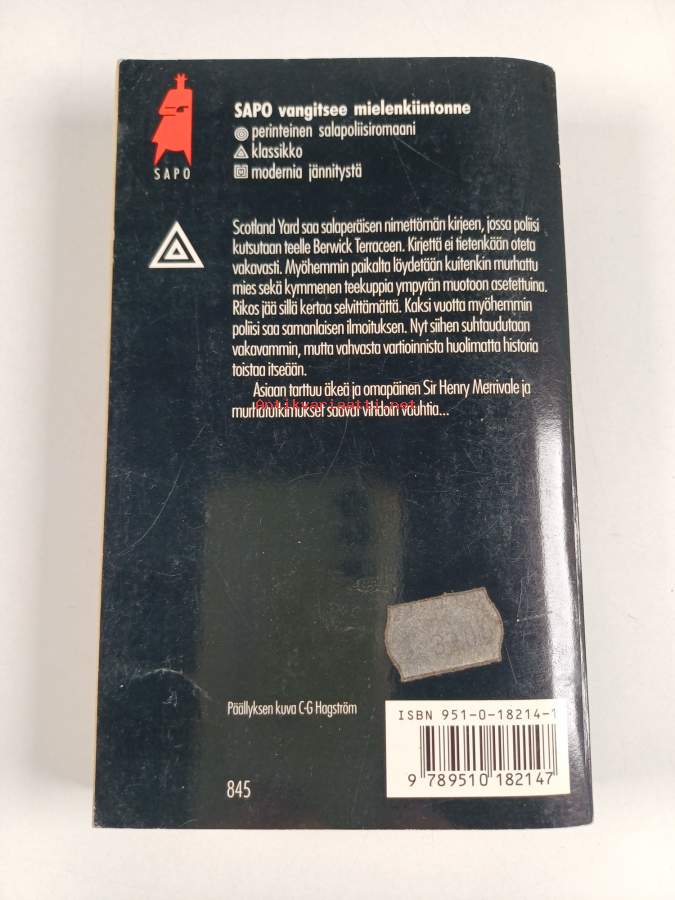 SAPO vangitsee mielenkiintonne
perinteinen salapoliisiromaani
klassikko
modernia jännitystä
SAPO
Scotland Yard saa salaperäisen nimettömän kirjeen, jossa poliisi
kutsutaan teelle Berwick Terraceen. Kirjettä ei tietenkään oteta
vakavasti. Myöhemmin paikalta löydetään kuitenkin murhattu
mies sekä kymmenen teekuppia ympyrän muotoon asetettuina.
Rikos jää sillä kertaa selvittämättä. Kaksi vuotta myöhemmin
poliisi saa samanlaisen ilmoituksen. Nyt siihen suhtaudutaan
vakavammin, mutta vahvasta vartioinnista huolimatta historia
toistaa itseään.
Asiaan tarttuu äkeä ja omapäinen Sir Henry Merrivale ja
murhatutkimukset saavat vihdoin vauhtia...
Antikvariaatti.net
Päällyksen kuva C-G Hagström
ISBN 951-0-18214-1
9 789510 182147
845